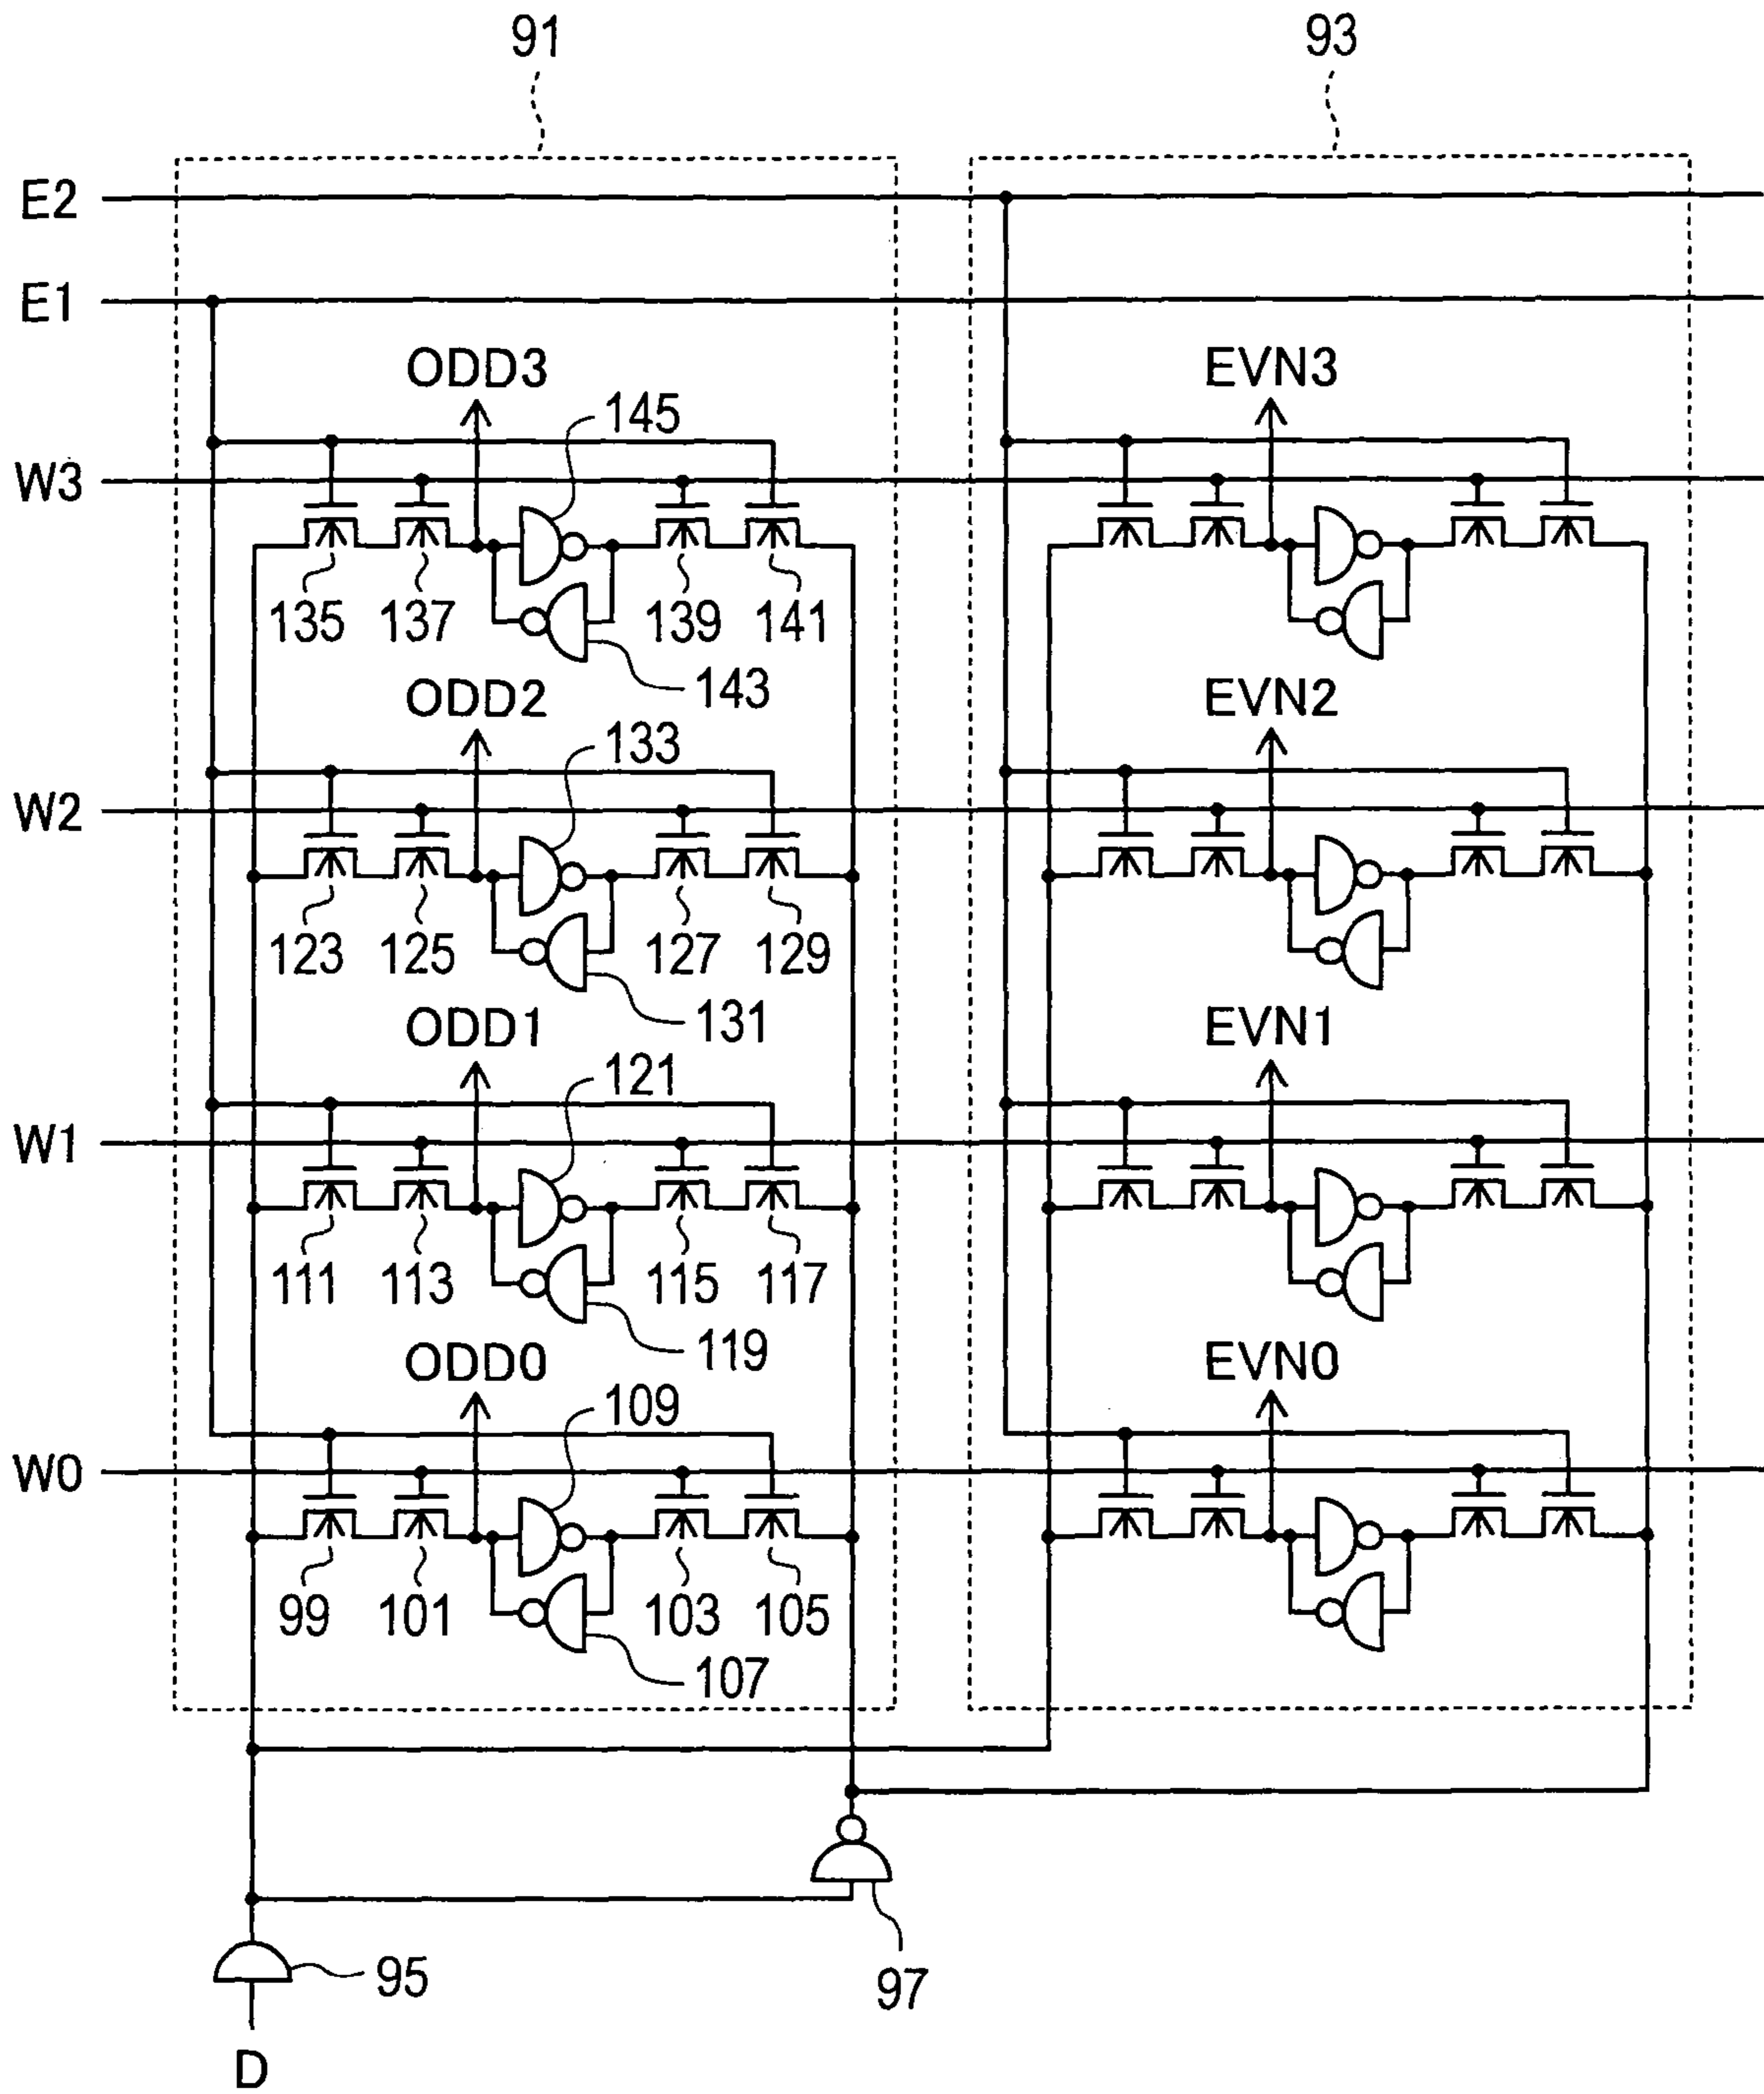 91 93
E2
E1
ODD3 EVN3
145
W3
135 137 139 141
143
ODD2 EVN2
133
W2
123 125 127 129
131
ODD1 EVN1
121
W1
111 113 115 117
119
ODD0 EVN0
109
W0
99 101 103 105
107
95 97
D